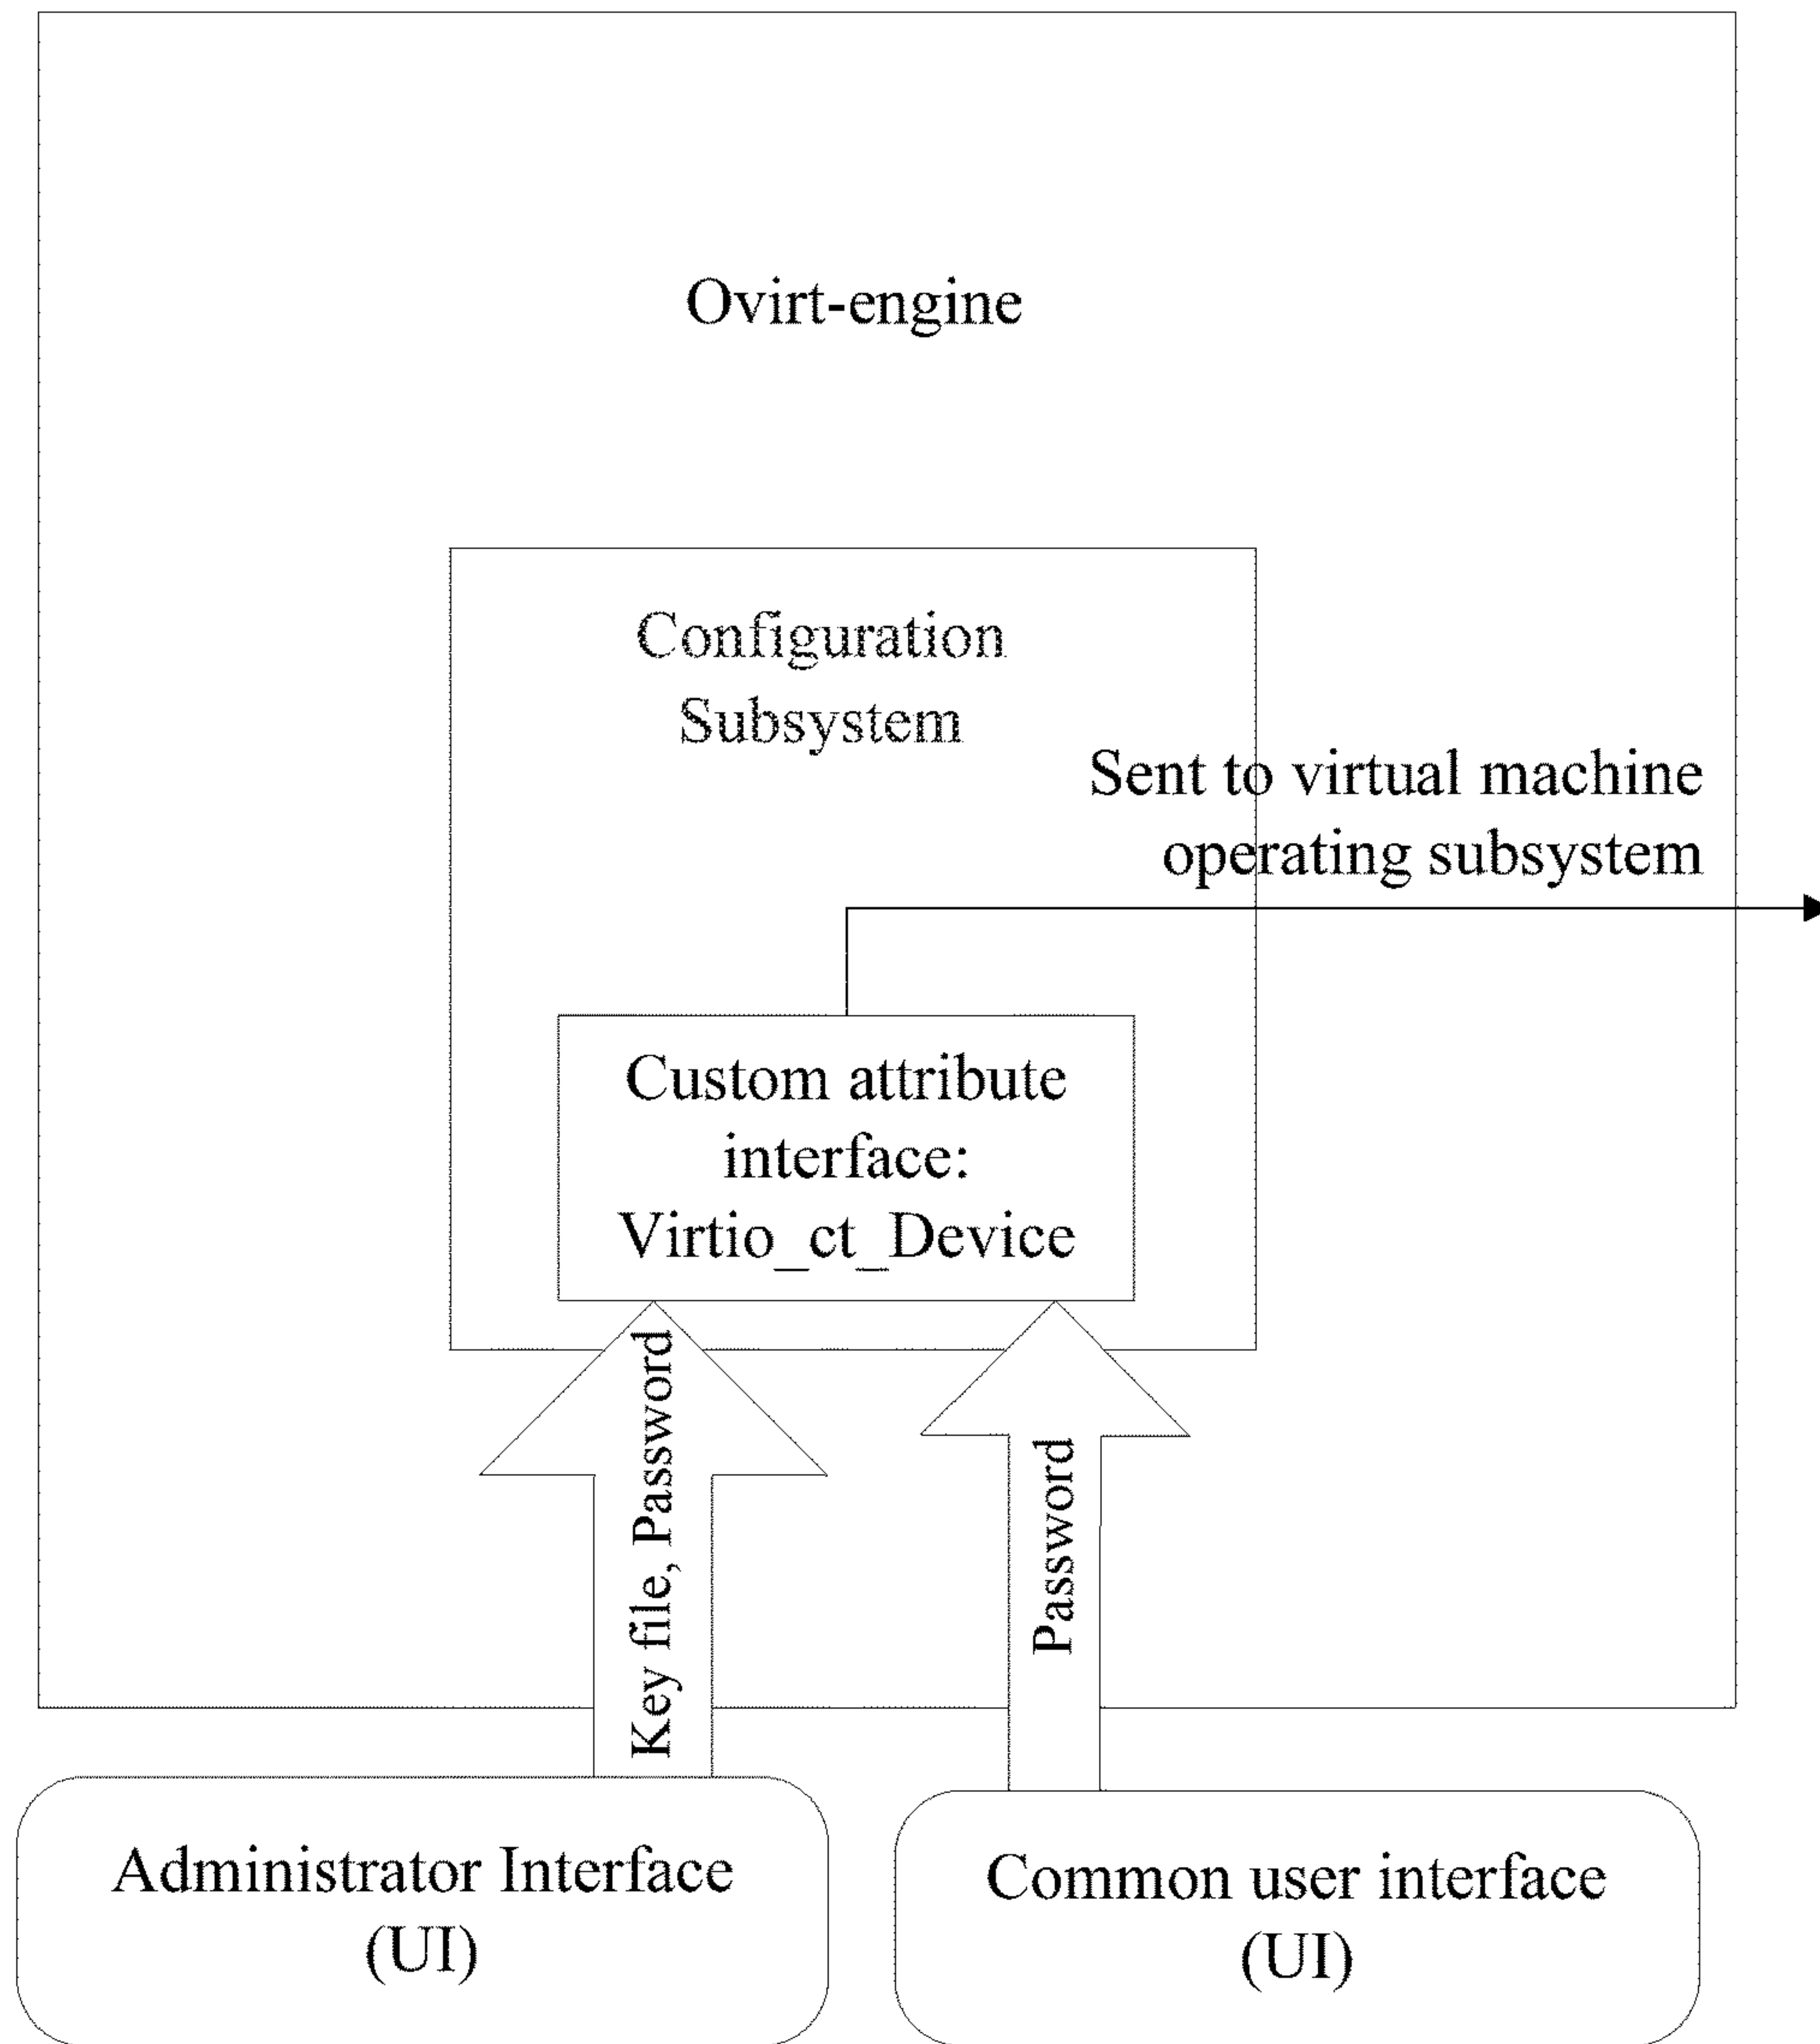 Ovirt-engine
Configuration
Subsystem
Sent to virtual machine
operating subsystem
Custom attribute
interface:
Virtio_ct_Device
Key file, Password
Password
Administrator Interface
(UI)
Common user interface
(UI)